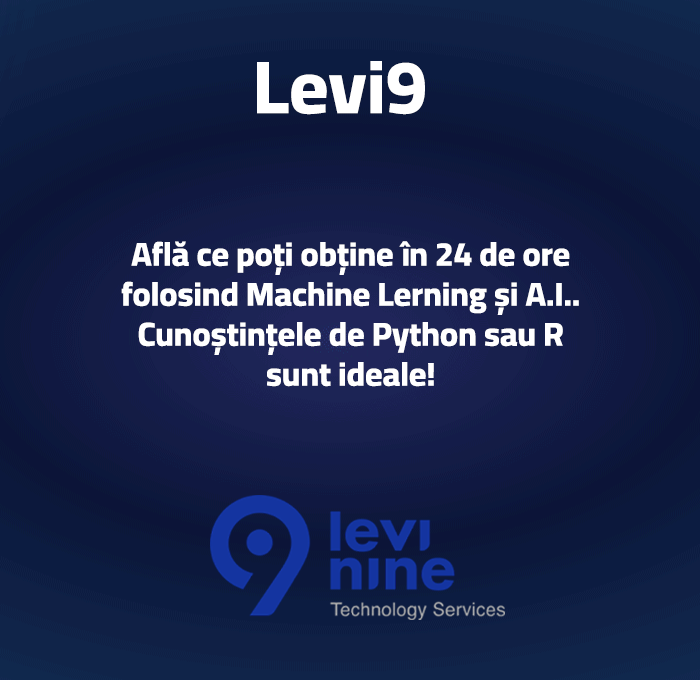 Levi9
Află ce poți obține în 24 de ore
folosind Machine Lerning și A.I..
Cunoștințele de Python sau R
sunt ideale!
levi
nine
Technology Services